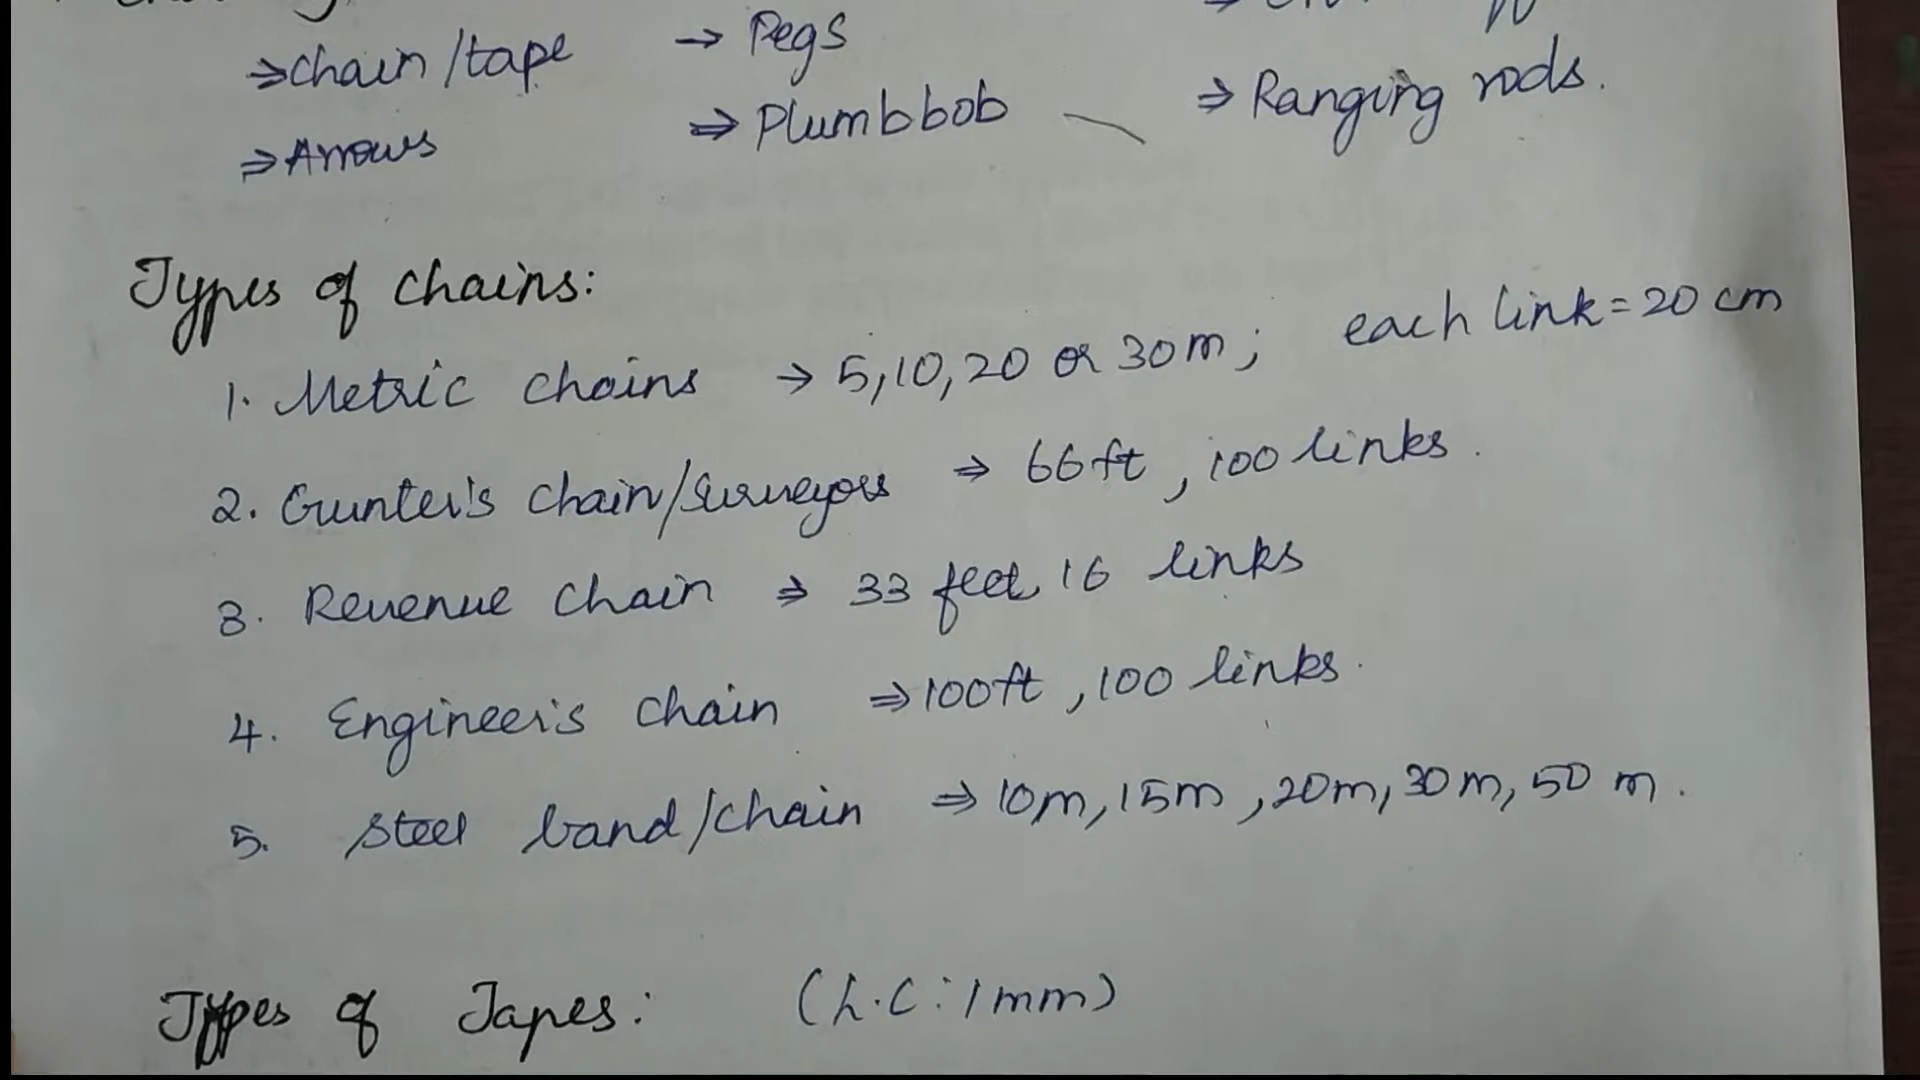 ⇒ chain/tape → Pegs
⇒ Arrows ⇒ Plumbbob ⇒ Ranging rods.
Types of chains:
1. Metric chains → 5,10,20 or 30m; each link = 20 cm
2. Gunter's chain/surveyors ⇒ 66ft, 100 links.
3. Revenue chain ⇒ 33 feet, 16 links
4. Engineer's chain ⇒ 100ft, 100 links.
5. Steel band/chain ⇒ 10m, 15m, 20m, 30m, 50 m.
Types of Tapes: (L.C: 1mm)